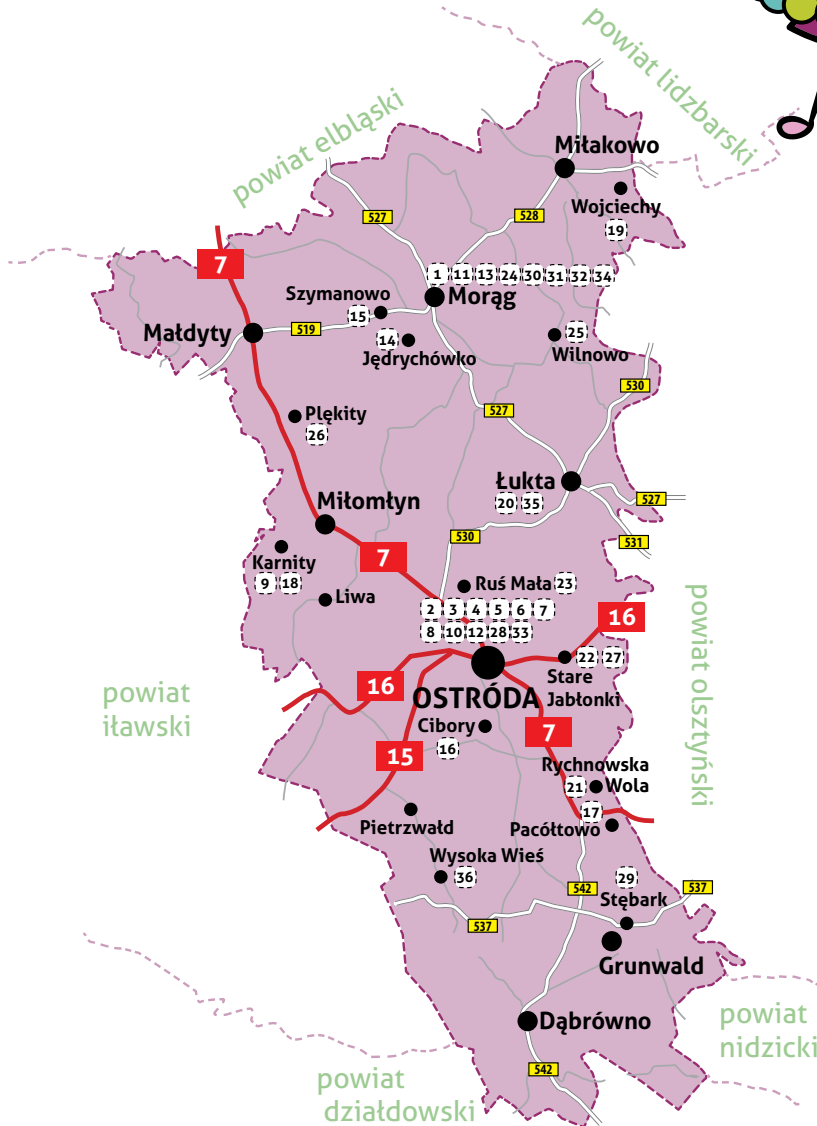 powiat lidzbarski
powiat elbląski
Miłakowo
Wojciechy
19
527
528
7
1 11 13 24 30 31 32 34
Szymanowo
15
Morąg
Małdyty
519
14
Jędrychówko
25
Wilnowo
530
527
Plękity
26
Łukta
20 35
527
Miłomłyn
530
531
7
Karnity
9 18
Ruś Mała 23
Liwa
2 3 4 5 6 7
8 10 12 28 33
16
22 27
Stare
Jabłonki
powiat
iławski
16
OSTRÓDA
powiat olsztyński
Cibory
16
7
15
Rychnowska
Wola
21
17
Pietrzwałd
Pacółtowo
Wysoka Wieś
36
29
542
537
Stębark
537
Grunwald
Dąbrówno
powiat
nidzicki
542
powiat
działdowski